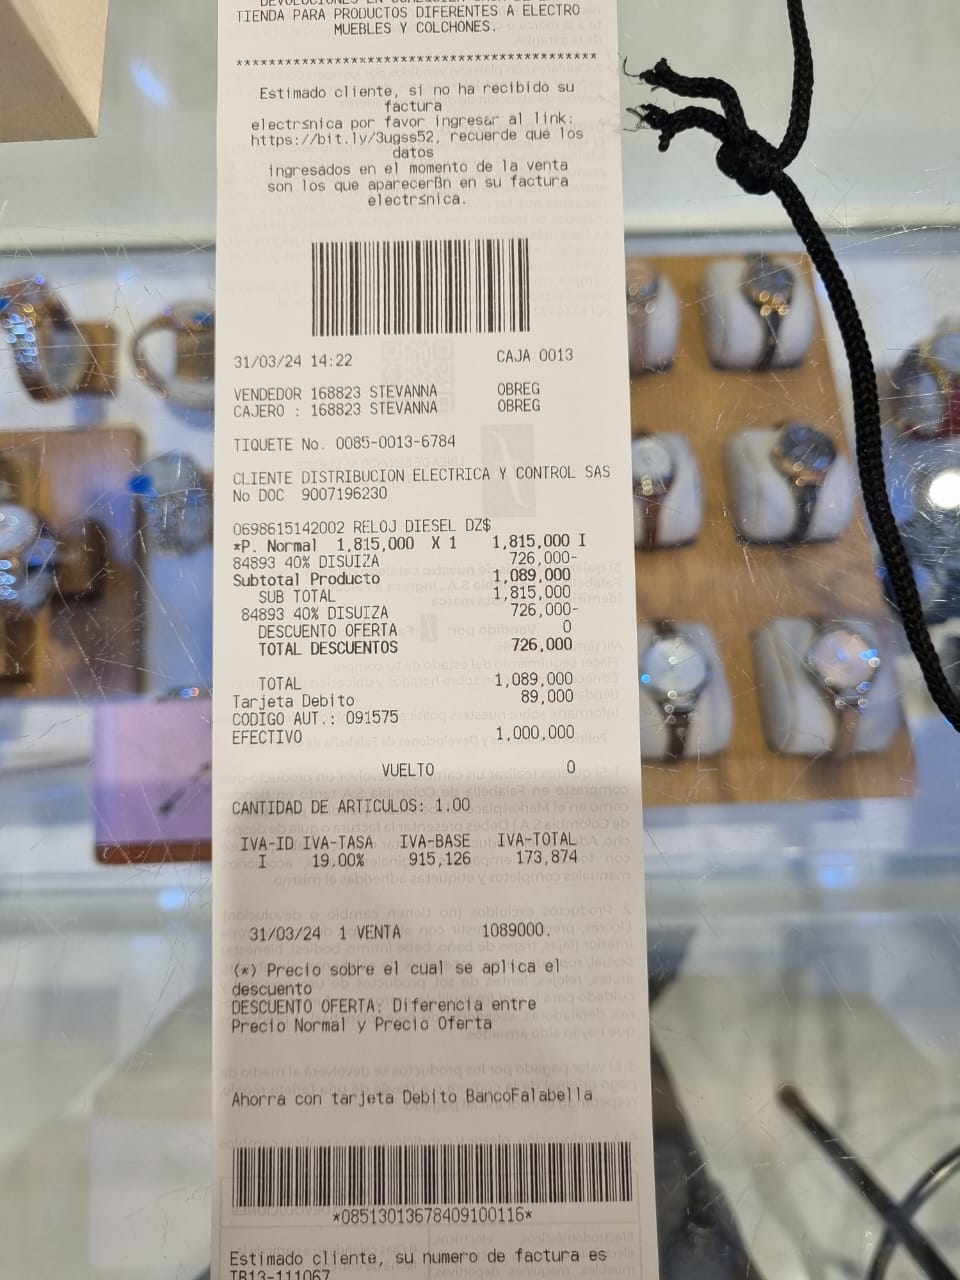 TIENDA PARA PRODUCTOS DIFERENTES A ELECTRO
MUEBLES Y COLCHONES.
******************************************
Estimado cliente, si no ha recibido su
factura
electr≤nica por favor ingresar al link:
https://bit.ly/3ugss52, recuerde que los
datos
ingresados en el momento de la venta
son los que aparecerßn en su factura
electr≤nica.
31/03/24 14:22 CAJA 0013
VENDEDOR 168823 STEVANNA OBREG
CAJERO : 168823 STEVANNA OBREG
TIQUETE No. 0085-0013-6784
CLIENTE DISTRIBUCION ELECTRICA Y CONTROL SAS
No DOC 9007196230
0698615142002 RELOJ DIESEL DZ$
*P. Normal 1,815,000 X 1 1,815,000 I
84893 40% DISUIZA 726,000-
Subtotal Producto 1,089,000
SUB TOTAL 1,815,000
84893 40% DISUIZA 726,000-
DESCUENTO OFERTA 0
TOTAL DESCUENTOS 726,000
TOTAL 1,089,000
Tarjeta Debito 89,000
CODIGO AUT.: 091575
EFECTIVO 1,000,000
VUELTO 0
CANTIDAD DE ARTICULOS: 1.00
IVA-ID IVA-TASA IVA-BASE IVA-TOTAL
I 19.00% 915,126 173,874
31/03/24 1 VENTA 1089000.
(*) Precio sobre el cual se aplica el
descuento
DESCUENTO OFERTA: Diferencia entre
Precio Normal y Precio Oferta
Ahorra con tarjeta Debito BancoFalabella
*08513013678409100116*
Estimado cliente, su numero de factura es
TB13-111067